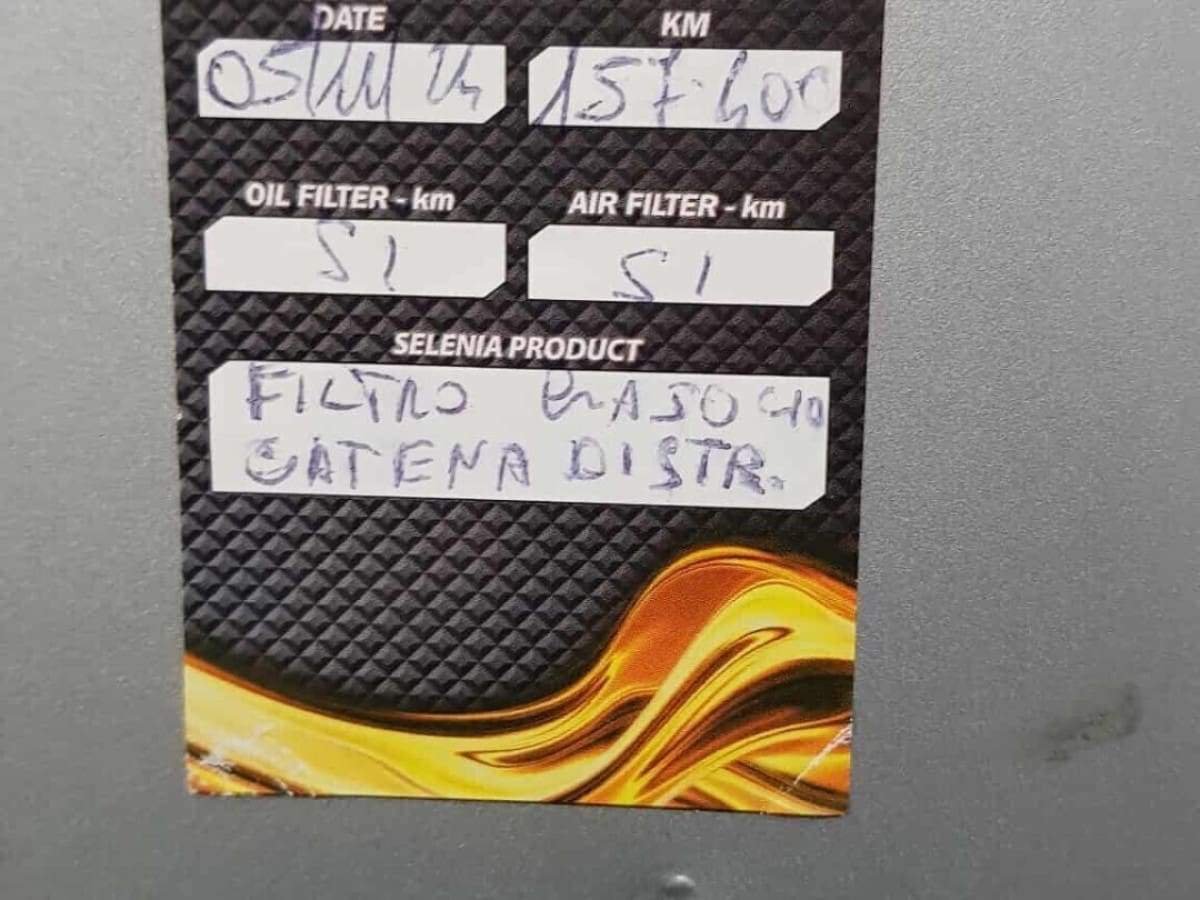 DATE KM
05/11/24 157.400
OIL FILTER - km AIR FILTER - km
SI SI
SELENIA PRODUCT
FILTRO GASOLIO
CATENA DISTR.